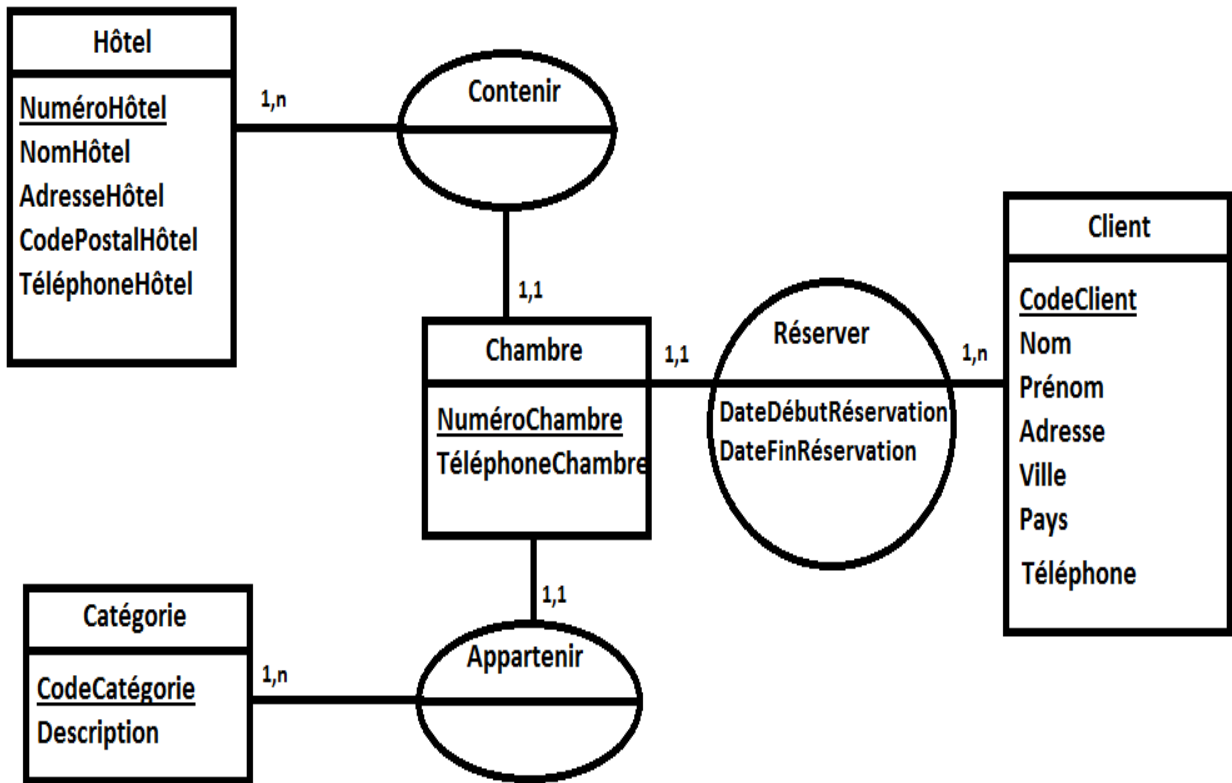 Hôtel
NuméroHôtel
NomHôtel
AdresseHôtel
CodePostalHôtel
TéléphoneHôtel
1,n
Contenir
1,1
Chambre
NuméroChambre
TéléphoneChambre
1,1
Réserver
DateDébutRéservation
DateFinRéservation
1,n
Client
CodeClient
Nom
Prénom
Adresse
Ville
Pays
Téléphone
1,1
Appartenir
1,n
Catégorie
CodeCatégorie
Description